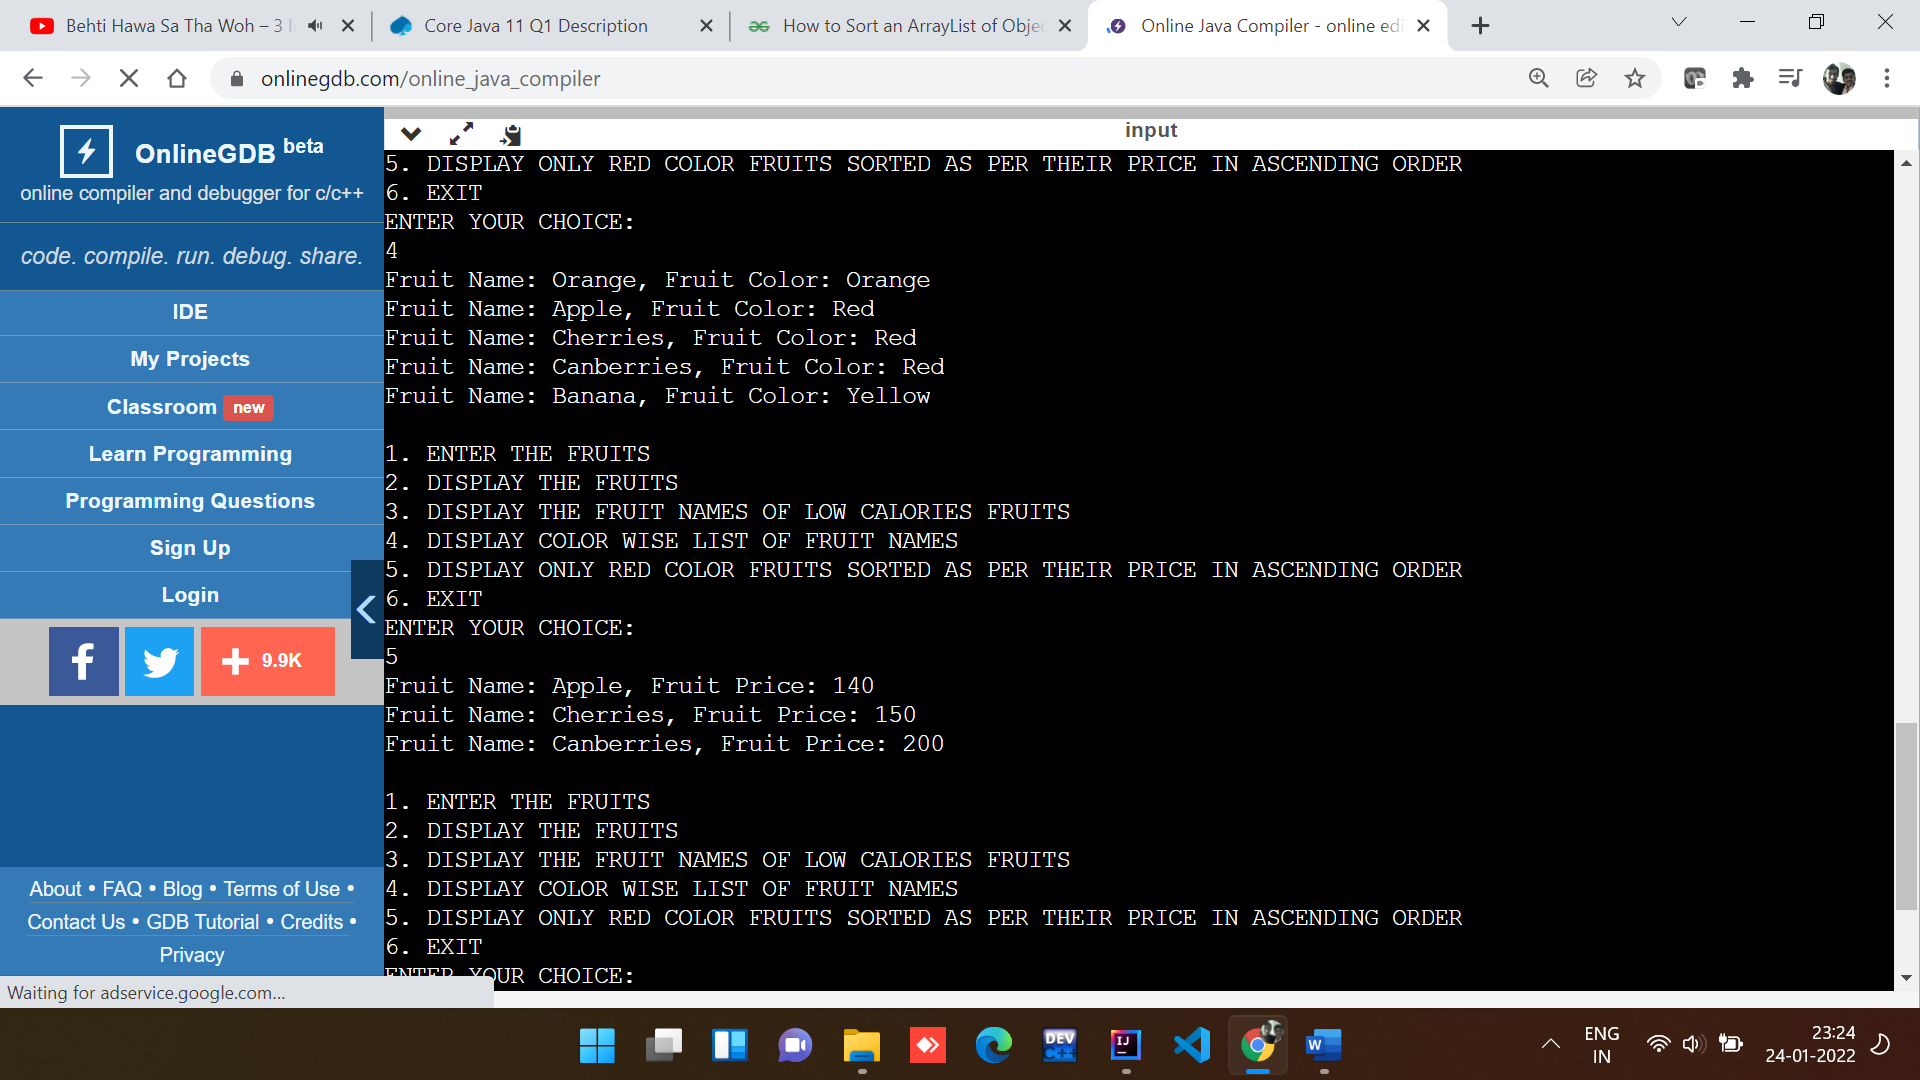 Behti Hawa Sa Tha Woh – 3 I
Core Java 11 Q1 Description
How to Sort an ArrayList of Obje
Online Java Compiler - online edi
onlinegdb.com/online_java_compiler
OnlineGDB beta
online compiler and debugger for c/c++
code. compile. run. debug. share.
IDE
My Projects
Classroom new
Learn Programming
Programming Questions
Sign Up
Login
9.9K
About • FAQ • Blog • Terms of Use •
Contact Us • GDB Tutorial • Credits •
Privacy
Waiting for adservice.google.com...
input
5. DISPLAY ONLY RED COLOR FRUITS SORTED AS PER THEIR PRICE IN ASCENDING ORDER
6. EXIT
ENTER YOUR CHOICE:
4
Fruit Name: Orange, Fruit Color: Orange
Fruit Name: Apple, Fruit Color: Red
Fruit Name: Cherries, Fruit Color: Red
Fruit Name: Canberries, Fruit Color: Red
Fruit Name: Banana, Fruit Color: Yellow
1. ENTER THE FRUITS
2. DISPLAY THE FRUITS
3. DISPLAY THE FRUIT NAMES OF LOW CALORIES FRUITS
4. DISPLAY COLOR WISE LIST OF FRUIT NAMES
5. DISPLAY ONLY RED COLOR FRUITS SORTED AS PER THEIR PRICE IN ASCENDING ORDER
6. EXIT
ENTER YOUR CHOICE:
5
Fruit Name: Apple, Fruit Price: 140
Fruit Name: Cherries, Fruit Price: 150
Fruit Name: Canberries, Fruit Price: 200
1. ENTER THE FRUITS
2. DISPLAY THE FRUITS
3. DISPLAY THE FRUIT NAMES OF LOW CALORIES FRUITS
4. DISPLAY COLOR WISE LIST OF FRUIT NAMES
5. DISPLAY ONLY RED COLOR FRUITS SORTED AS PER THEIR PRICE IN ASCENDING ORDER
6. EXIT
ENTER YOUR CHOICE:
DEV
C++
IJ
W
ENG
IN
23:24
24-01-2022